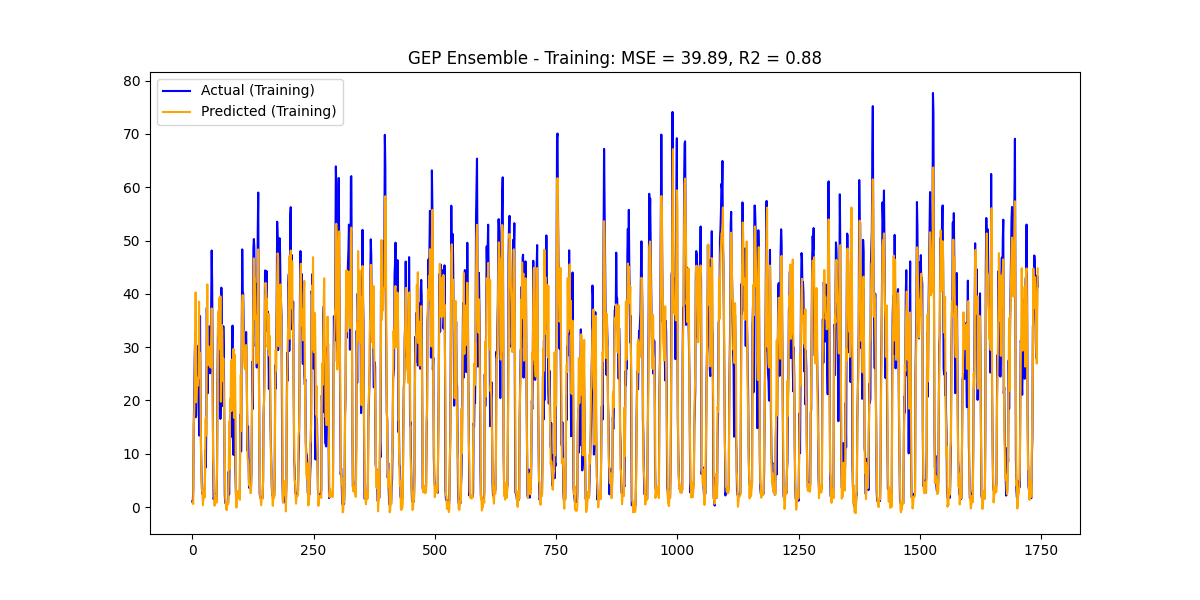 GEP Ensemble - Training: MSE = 39.89, R2 = 0.88
Actual (Training)
Predicted (Training)
80
70
60
50
40
30
20
10
0
0 250 500 750 1000 1250 1500 1750